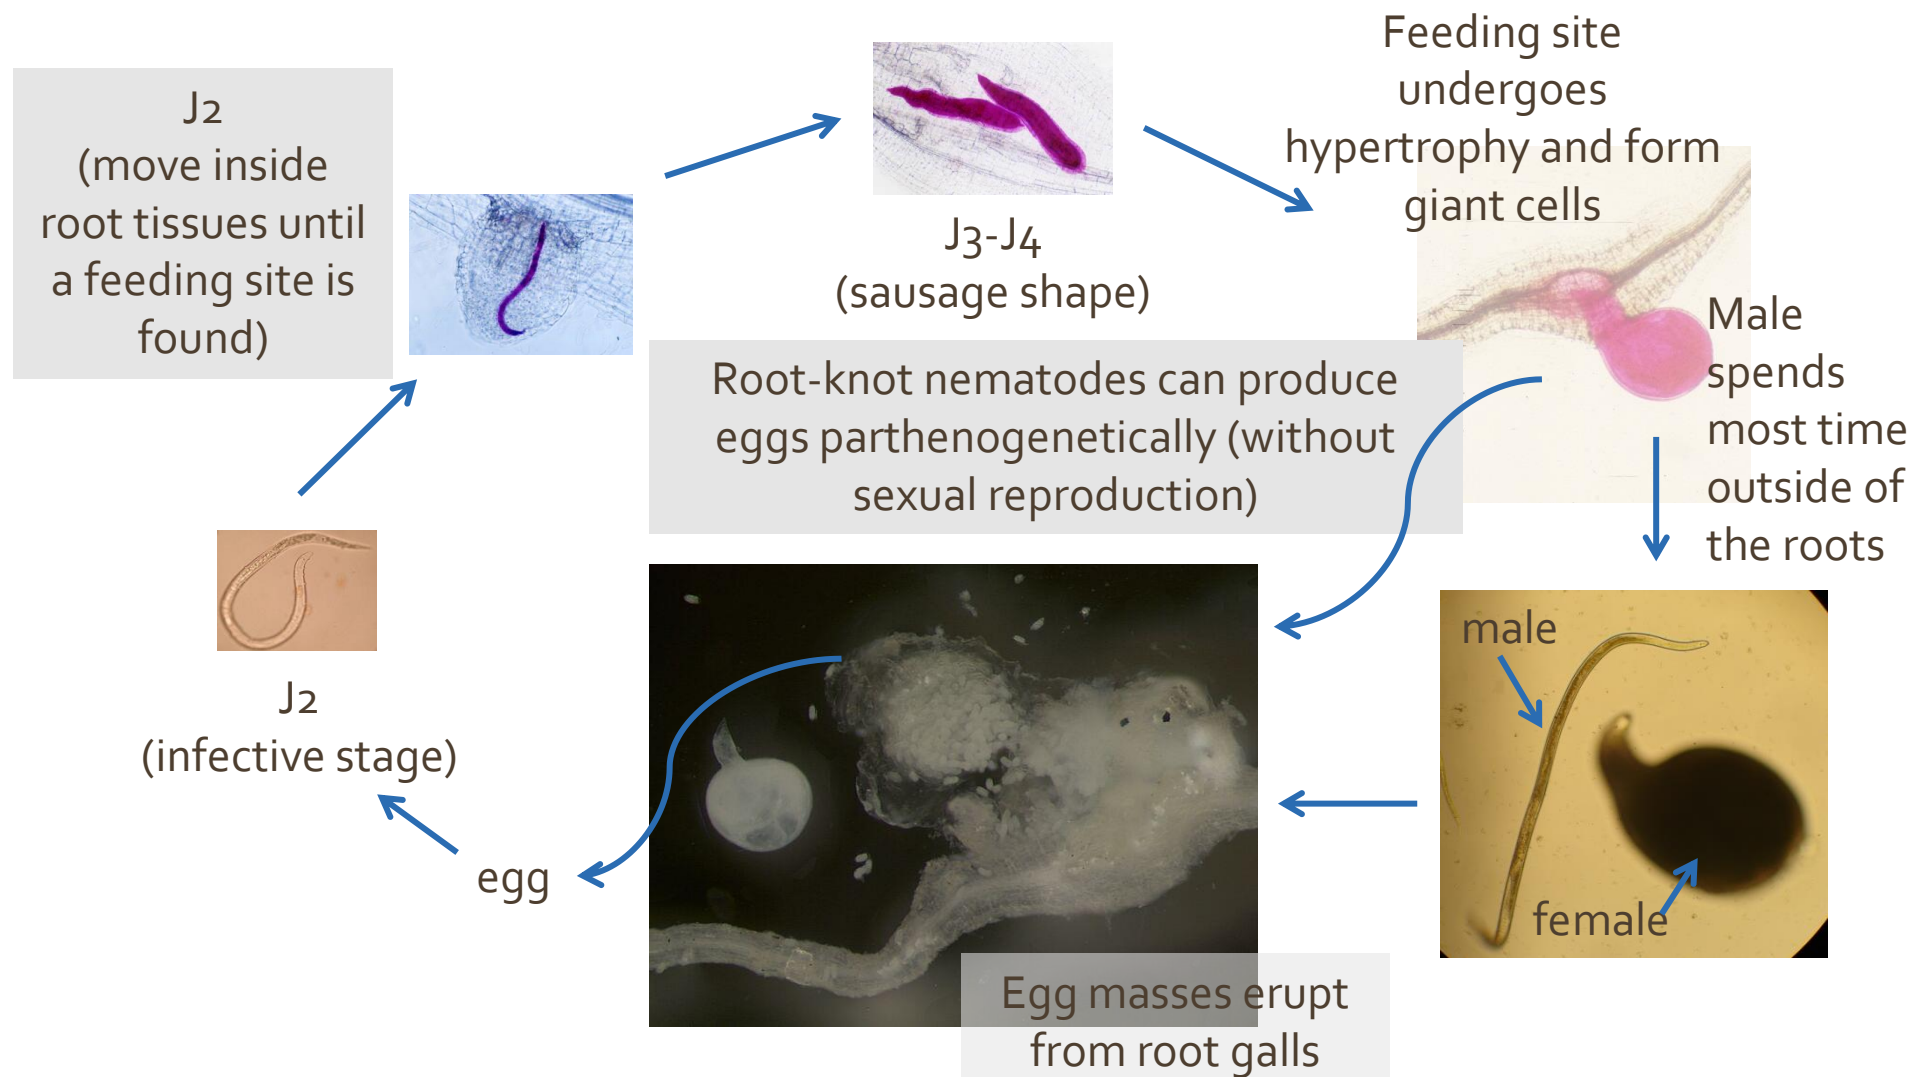 J2
(move inside
root tissues until
a feeding site is
found)
J3-J4
(sausage shape)
Feeding site
undergoes
hypertrophy and form
giant cells
Male
spends
most time
outside of
the roots
Root-knot nematodes can produce
eggs parthenogenetically (without
sexual reproduction)
male
female
J2
(infective stage)
egg
Egg masses erupt
from root galls